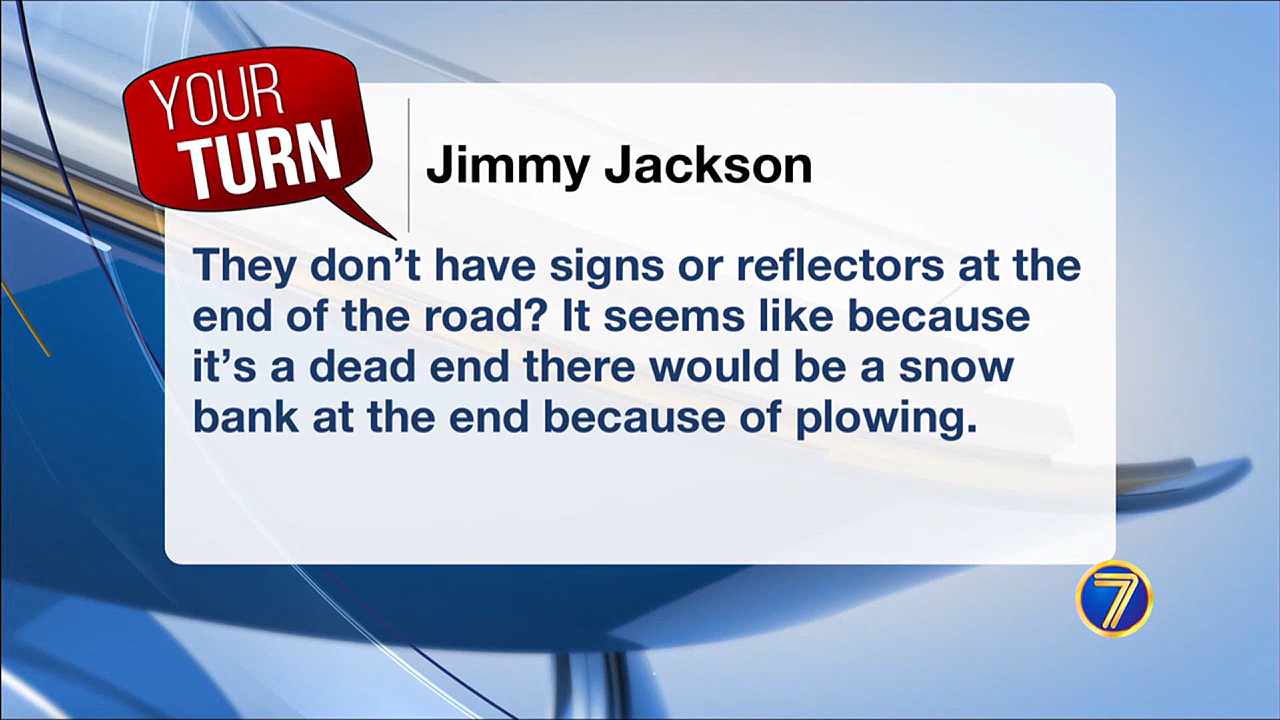 YOUR
TURN
Jimmy Jackson
They don’t have signs or reflectors at the
end of the road? It seems like because
it’s a dead end there would be a snow
bank at the end because of plowing.
7